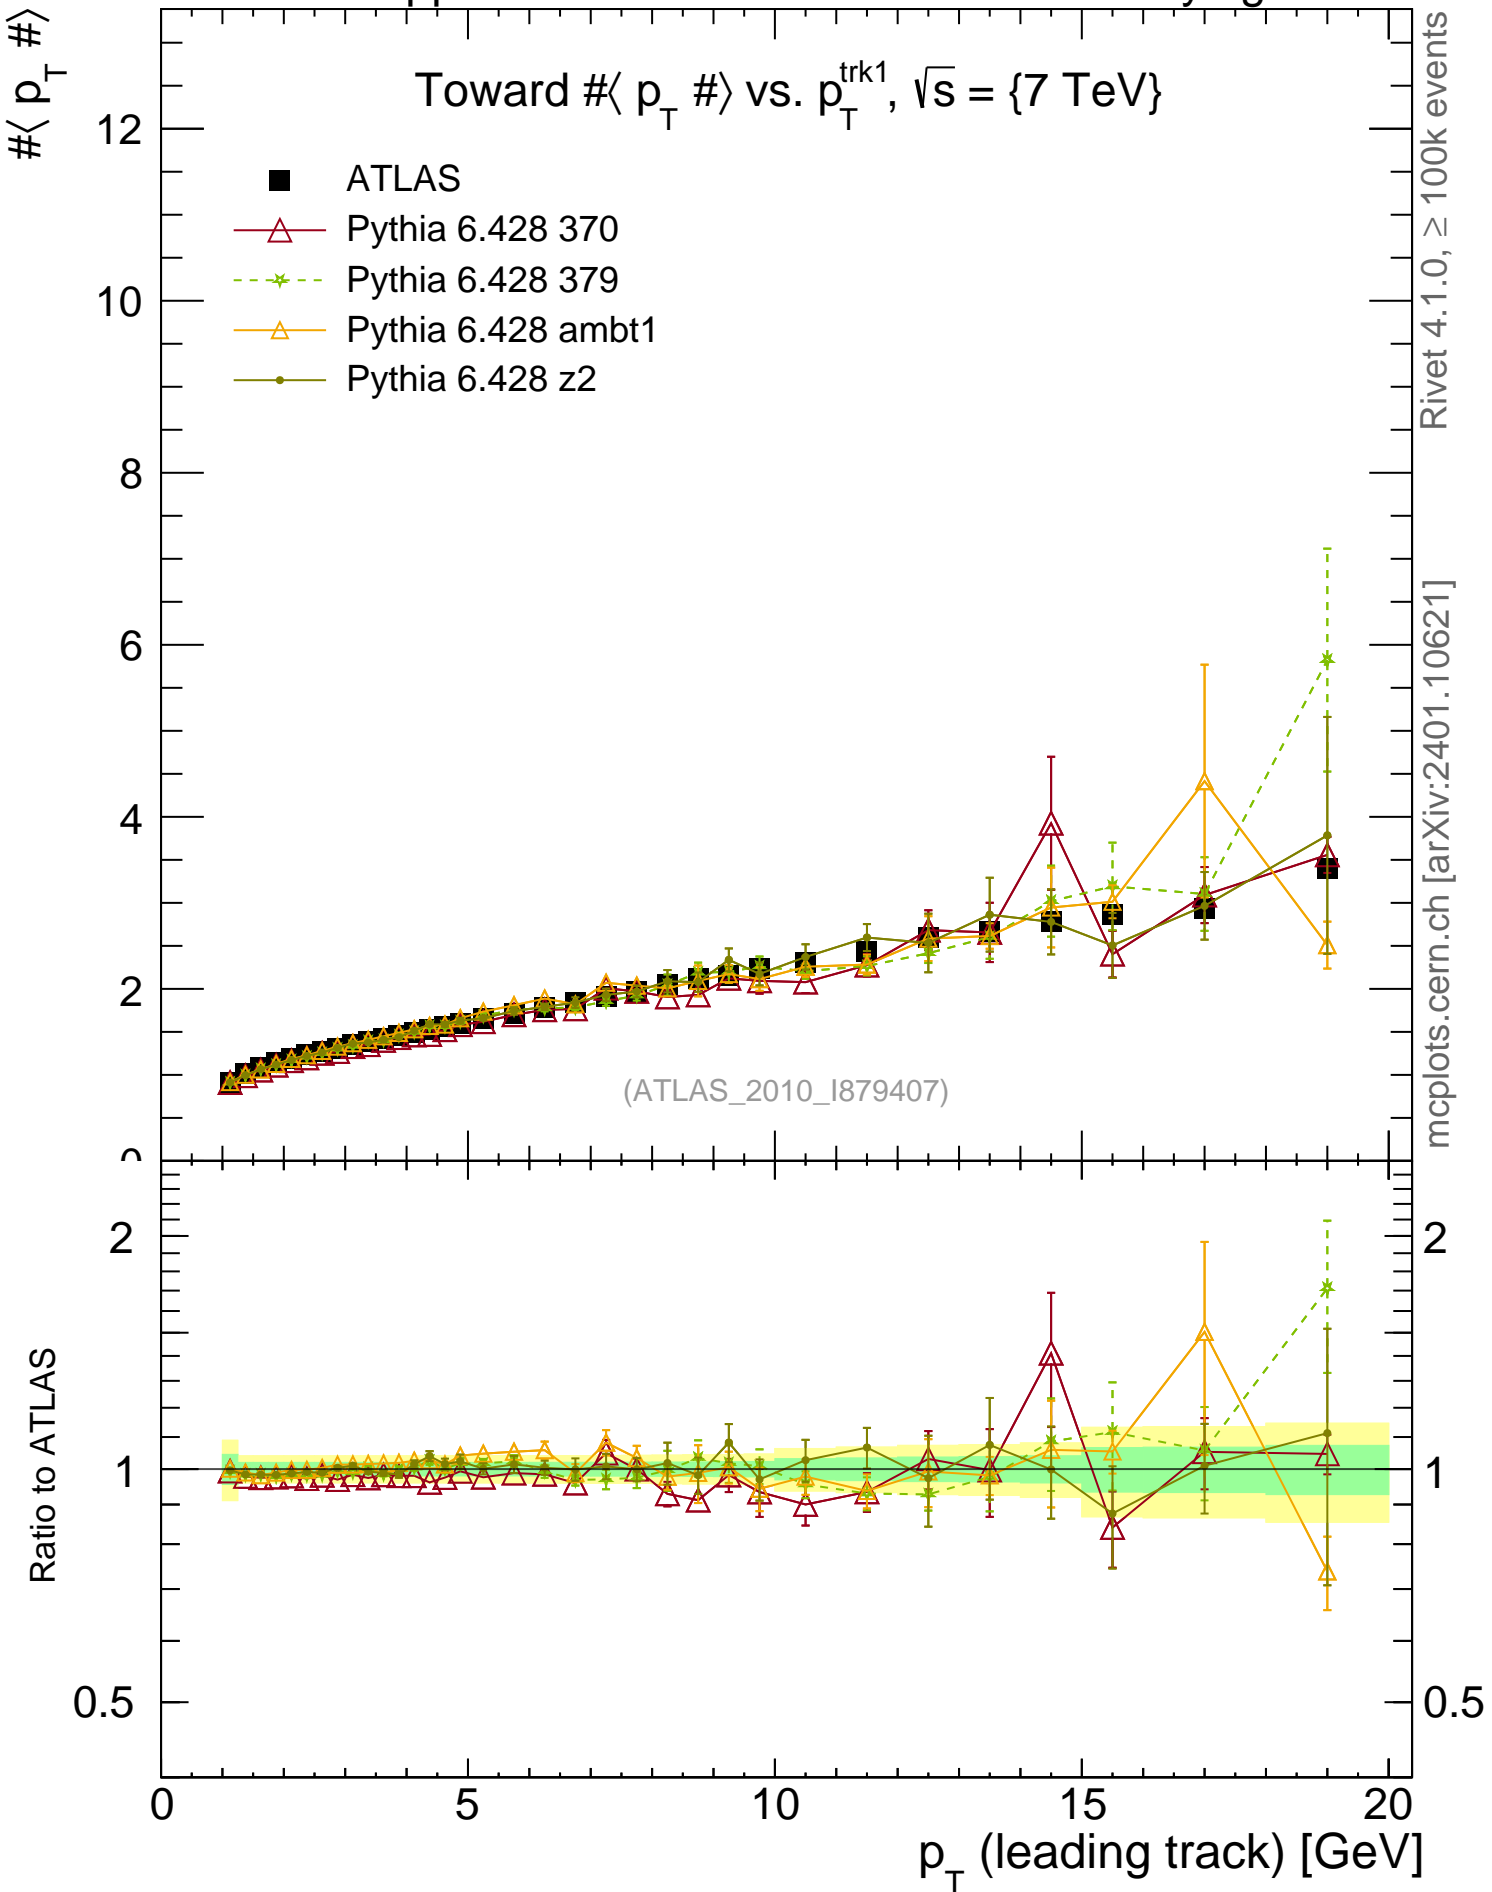 Toward #⟨ p_T #⟩ vs. p_T^trk1, √s = {7 TeV}
#⟨ p_T #⟩
ATLAS
Pythia 6.428 370
Pythia 6.428 379
Pythia 6.428 ambt1
Pythia 6.428 z2
12
10
8
6
4
2
(ATLAS_2010_I879407)
Rivet 4.1.0, ≥ 100k events
mcplots.cern.ch [arXiv:2401.10621]
Ratio to ATLAS
2
1
0.5
2
1
0.5
0
5
10
15
20
p_T (leading track) [GeV]